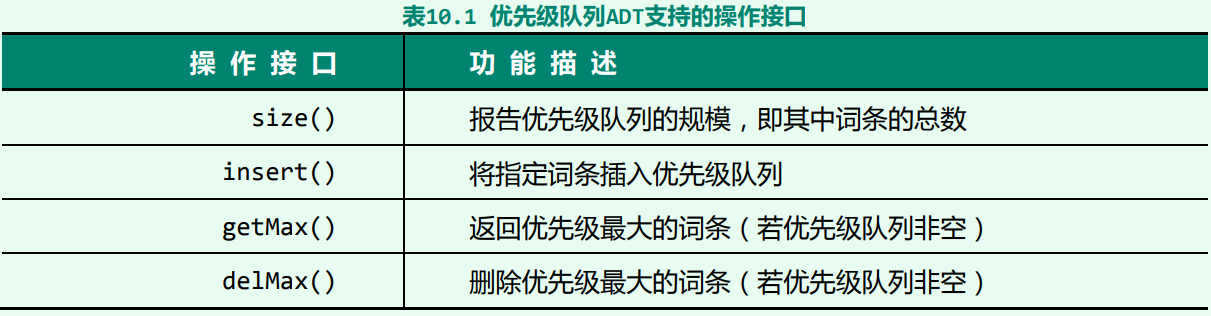 表10.1 优先级队列ADT支持的操作接口
操 作 接 口 功 能 描 述
size() 报告优先级队列的规模，即其中词条的总数
insert() 将指定词条插入优先级队列
getMax() 返回优先级最大的词条（若优先级队列非空）
delMax() 删除优先级最大的词条（若优先级队列非空）